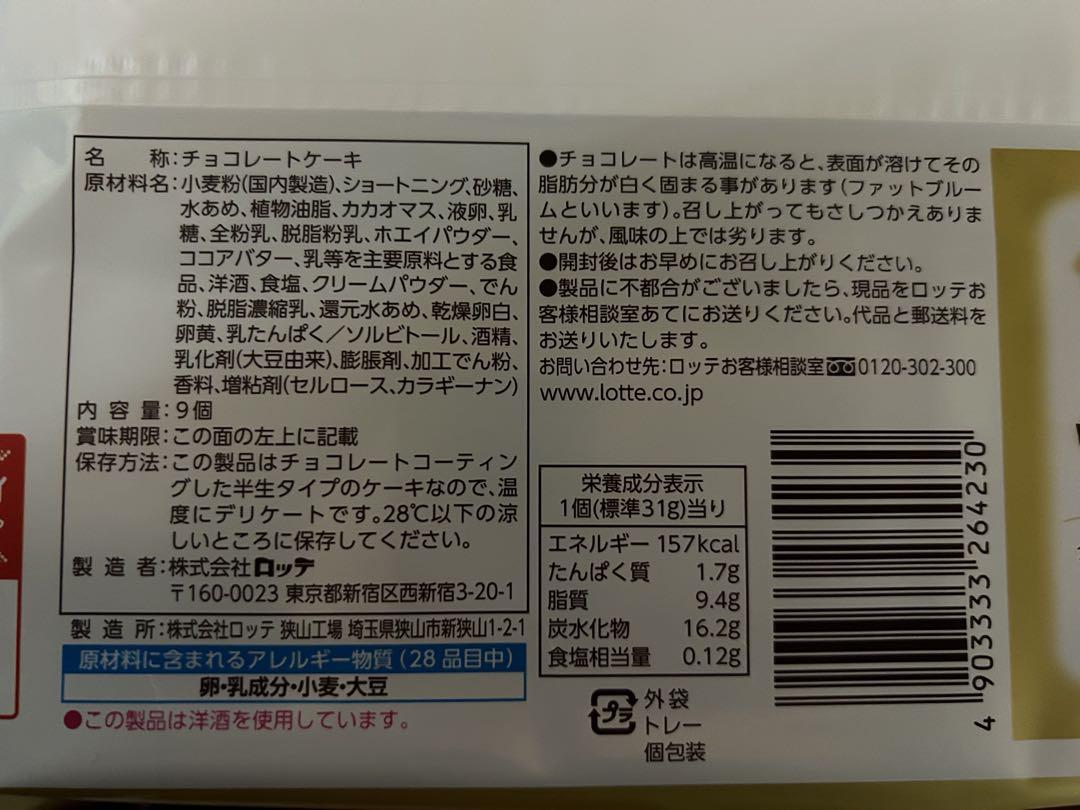 名 称:チョコレートケーキ
原材料名:小麦粉(国内製造)、ショートニング、砂糖、
水あめ、植物油脂、カカオマス、液卵、乳
糖、全粉乳、脱脂粉乳、ホエイパウダー、
ココアバター、乳等を主要原料とする食
品、洋酒、食塩、クリームパウダー、でん
粉、脱脂濃縮乳、還元水あめ、乾燥卵白、
卵黄、乳たんぱく／ソルビトール、酒精、
乳化剤(大豆由来)、膨脹剤、加工でん粉、
香料、増粘剤(セルロース、カラギーナン)
内容量:9個
賞味期限:この面の左上に記載
保存方法:この製品はチョコレートコーティン
グした半生タイプのケーキなので、温
度にデリケートです。28℃以下の涼
しいところに保存してください。
製造者:株式会社ロッテ
〒160-0023 東京都新宿区西新宿3-20-1
製造所:株式会社ロッテ 狭山工場 埼玉県狭山市新狭山1-2-1
原材料に含まれるアレルギー物質(28品目中)
卵・乳成分・小麦・大豆
●この製品は洋酒を使用しています。
●チョコレートは高温になると、表面が溶けてその
脂肪分が白く固まる事があります(ファットブルー
ムといいます)。召し上がってもさしつかえありま
せんが、風味の上では劣ります。
●開封後はお早めにお召し上がりください。
●製品に不都合がございましたら、現品をロッテお
客様相談室あてにお送りください。代品と郵送料を
お送りいたします。
お問い合わせ先:ロッテお客様相談室 0120-302-300
www.lotte.co.jp
栄養成分表示
1個(標準31g)当り
エネルギー 157kcal
たんぱく質 1.7g
脂質 9.4g
炭水化物 16.2g
食塩相当量 0.12g
プラ
外袋
トレー
個包装
4 903333 264230